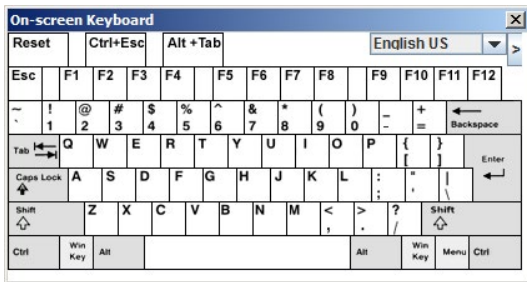 On-screen Keyboard X
Reset Ctrl+Esc Alt +Tab English US >
Esc F1 F2 F3 F4 F5 F6 F7 F8 F9 F10 F11 F12
~ ! @ # $ % ^ & * ( ) _ +
` 1 2 3 4 5 6 7 8 9 0 - = Backspace
Tab Q W E R T Y U I O P { }
[ ] Enter
Caps Lock A S D F G H J K L : " |
; ' \
Shift Z X C V B N M < > ? Shift
, . /
Ctrl Win Key Alt Alt Win Key Menu Ctrl